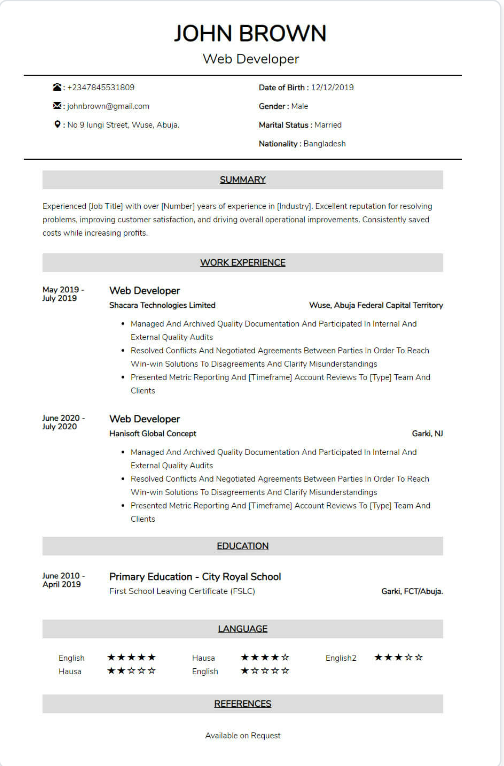 JOHN BROWN
Web Developer
: +2347845531809
Date of Birth : 12/12/2019
: johnbrown@gmail.com
Gender : Male
: No 9 Iungi Street, Wuse, Abuja.
Marital Status : Married
Nationality : Bangladesh
SUMMARY
Experienced [Job Title] with over [Number] years of experience in [Industry]. Excellent reputation for resolving
problems, improving customer satisfaction, and driving overall operational improvements. Consistently saved
costs while increasing profits.
WORK EXPERIENCE
May 2019 -
July 2019
Web Developer
Shacara Technologies Limited Wuse, Abuja Federal Capital Territory
• Managed And Archived Quality Documentation And Participated In Internal And
External Quality Audits
• Resolved Conflicts And Negotiated Agreements Between Parties In Order To Reach
Win-win Solutions To Disagreements And Clarify Misunderstandings
• Presented Metric Reporting And [Timeframe] Account Reviews To [Type] Team And
Clients
June 2020 -
July 2020
Web Developer
Hanisoft Global Concept Garki, NJ
• Managed And Archived Quality Documentation And Participated In Internal And
External Quality Audits
• Resolved Conflicts And Negotiated Agreements Between Parties In Order To Reach
Win-win Solutions To Disagreements And Clarify Misunderstandings
• Presented Metric Reporting And [Timeframe] Account Reviews To [Type] Team And
Clients
EDUCATION
June 2010 -
April 2019
Primary Education - City Royal School
First School Leaving Certificate (FSLC) Garki, FCT/Abuja.
LANGUAGE
English ★★★★★ Hausa ★★★★☆ English2 ★★★☆☆
Hausa ★★☆☆☆ English ★☆☆☆☆
REFERENCES
Available on Request